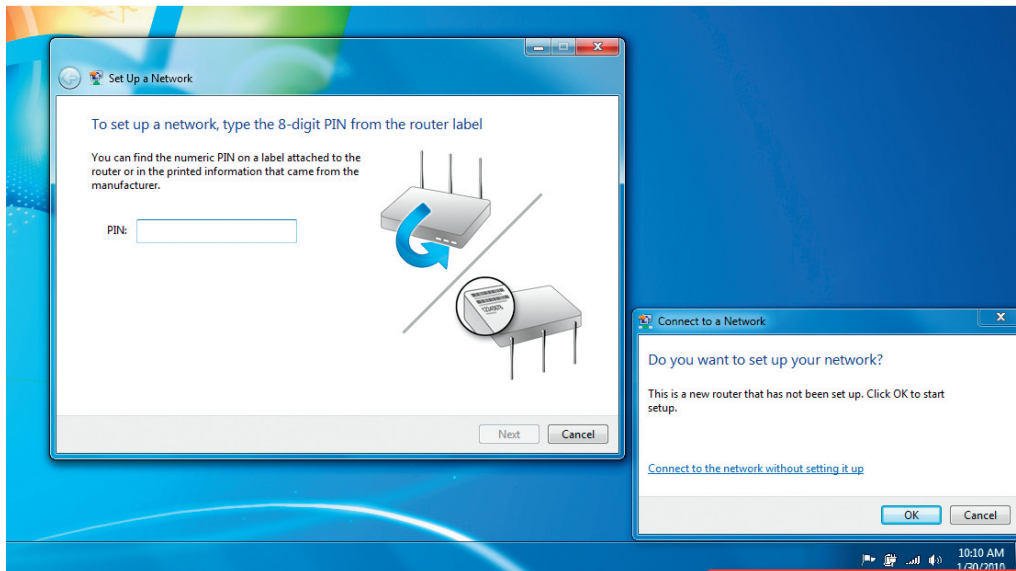 Set Up a Network
To set up a network, type the 8-digit PIN from the router label
You can find the numeric PIN on a label attached to the
router or in the printed information that came from the
manufacturer.
PIN:
Next
Cancel
Connect to a Network
Do you want to set up your network?
This is a new router that has not been set up. Click OK to start
setup.
Connect to the network without setting it up
OK
Cancel
10:10 AM
1/30/2010